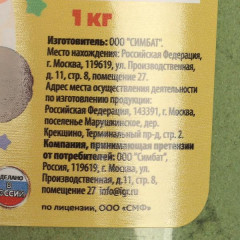 1 кг
Изготовитель: ООО "СИМБАТ".
Место нахождения: Российская Федерация,
г. Москва, 119619, ул. Производственная,
д. 11, стр. 8, помещение 27.
Адрес места осуществления деятельности
по изготовлению продукции:
Российская Федерация, 143391, г. Москва,
поселение Марушкинское, дер.
Крекшино, Терминальный пр-д, стр. 2.
Компания, принимающая претензии
от потребителей: ООО "Симбат".
Россия, 119619, г. Москва, ул.
Производственная, д.11, стр. 8,
помещение 27 info@igr.ru
по лицензии, ООО «СМФ»
СДЕЛАНО
В
РОССИИ